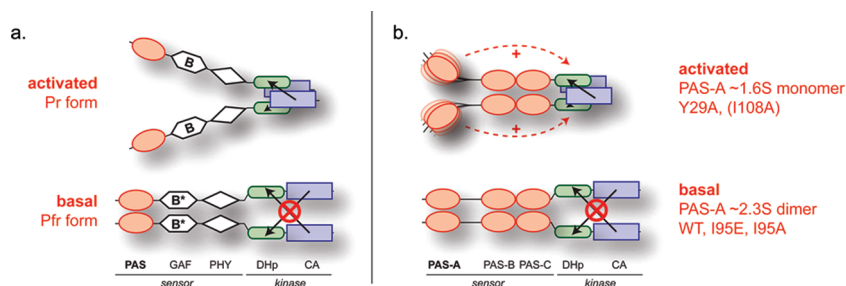 a.
activated
Pr form
B
B
+
+
basal
Pfr form
B*
B*
PAS GAF PHY DHp CA
sensor kinase
b.
activated
PAS-A ~1.6S monomer
Y29A, (I108A)
basal
PAS-A ~2.3S dimer
WT, I95E, I95A
PAS-A PAS-B PAS-C DHp CA
sensor kinase